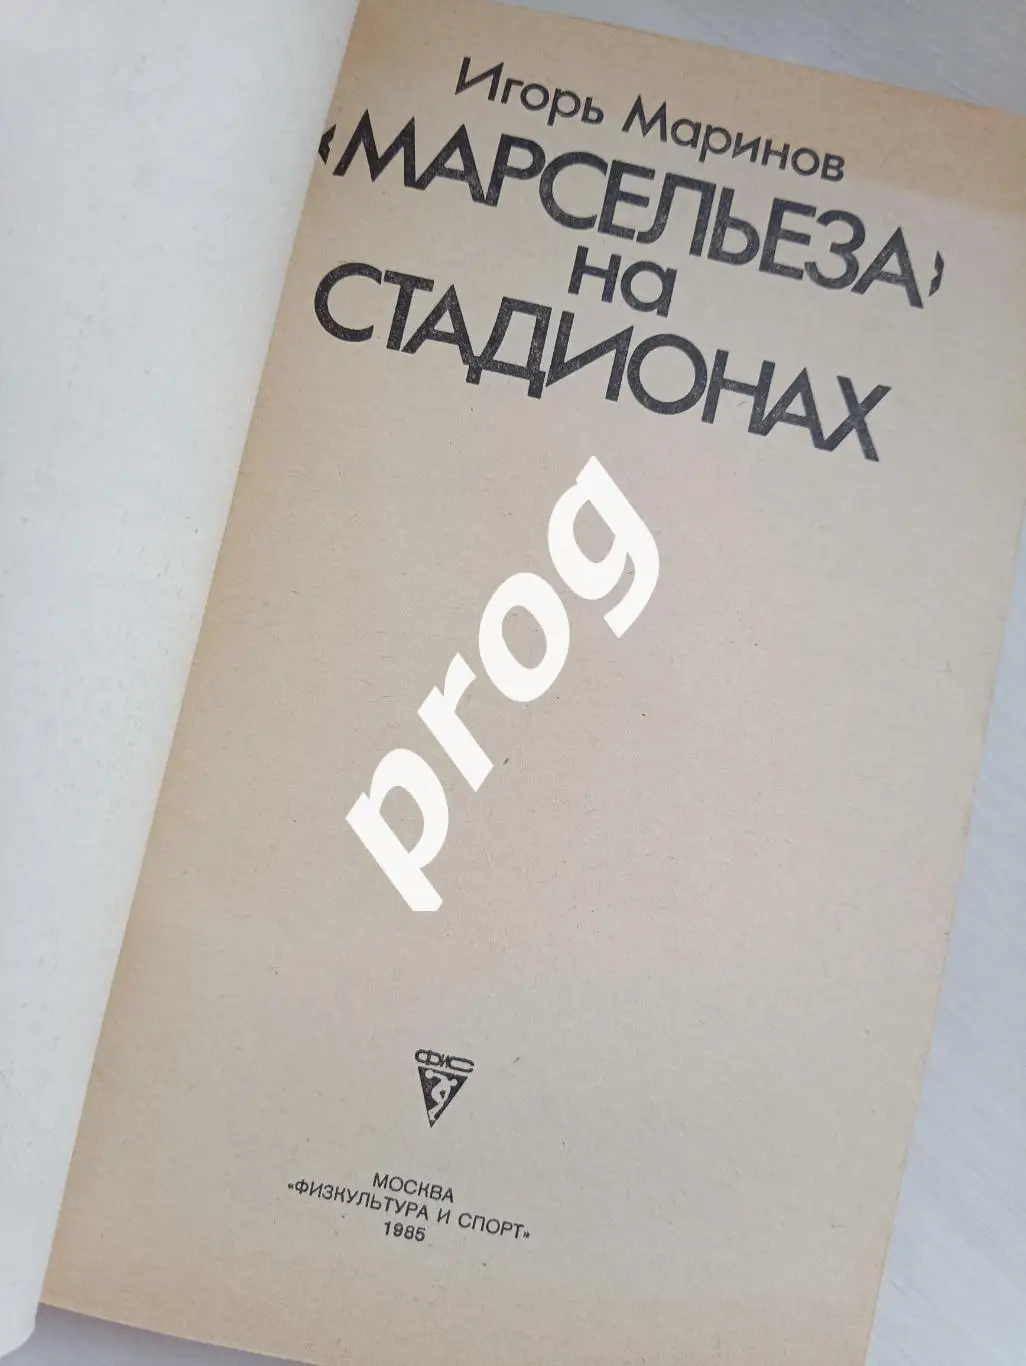 Игорь Маринов
«МАРСЕЛЬЕЗА»
на
СТАДИОНАХ
prog
ФиС
МОСКВА
«ФИЗКУЛЬТУРА И СПОРТ»
1985